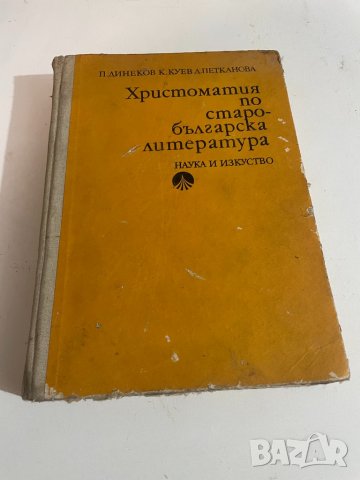 П. ДИНЕКОВ К. КУЕВ Д. ПЕТКАНОВА
Христоматия
по
старо-
българска
литература
НАУКА И ИЗКУСТВО
BAZAR